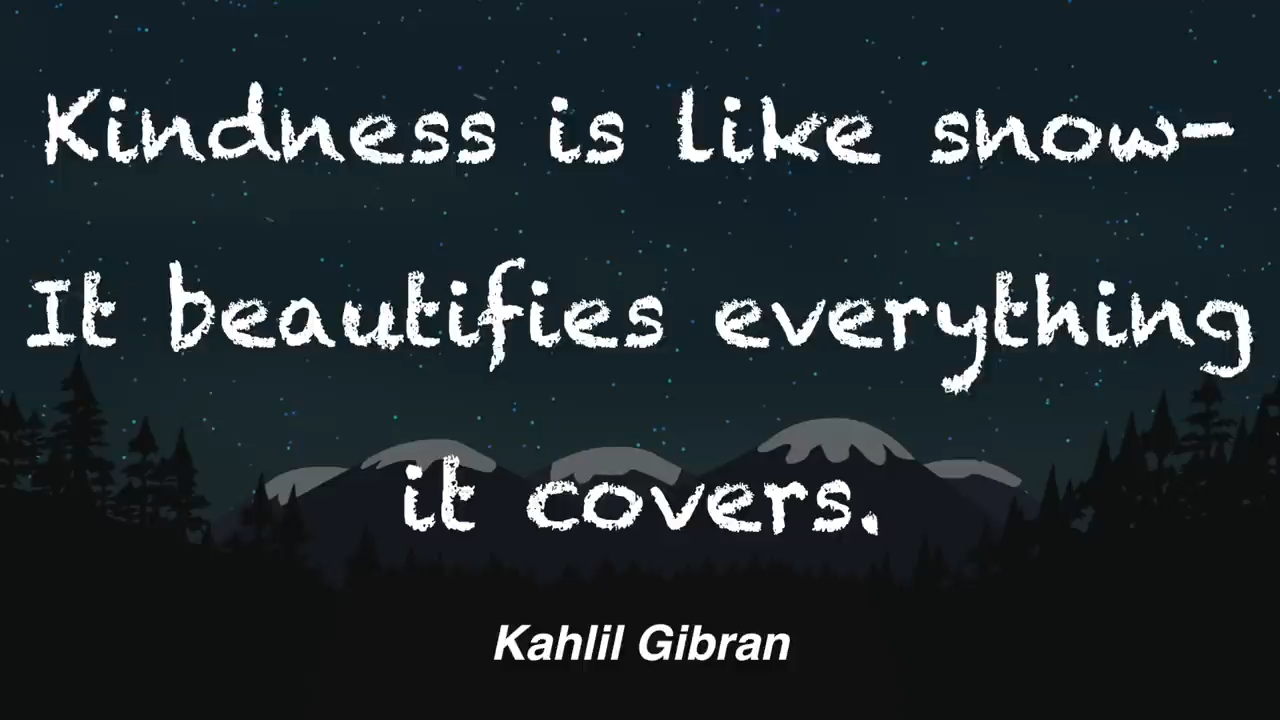 Kindness is like snow-
It beautifies everything
it covers.
Kahlil Gibran